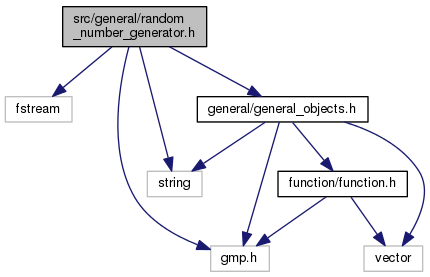 src/general/random
_number_generator.h
fstream
general/general_objects.h
string
function/function.h
gmp.h
vector